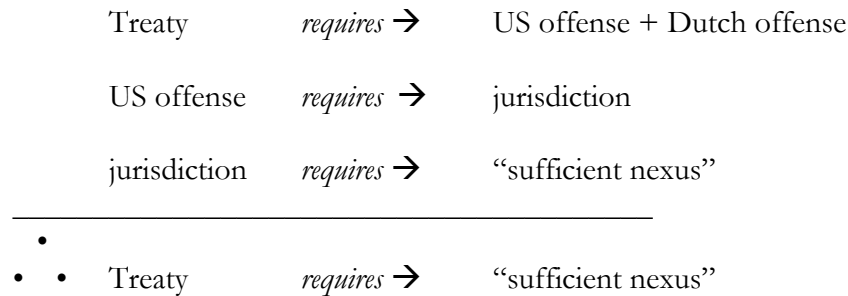 Treaty requires → US offense + Dutch offense
US offense requires → jurisdiction
jurisdiction requires → “sufficient nexus”
∴ Treaty requires → “sufficient nexus”